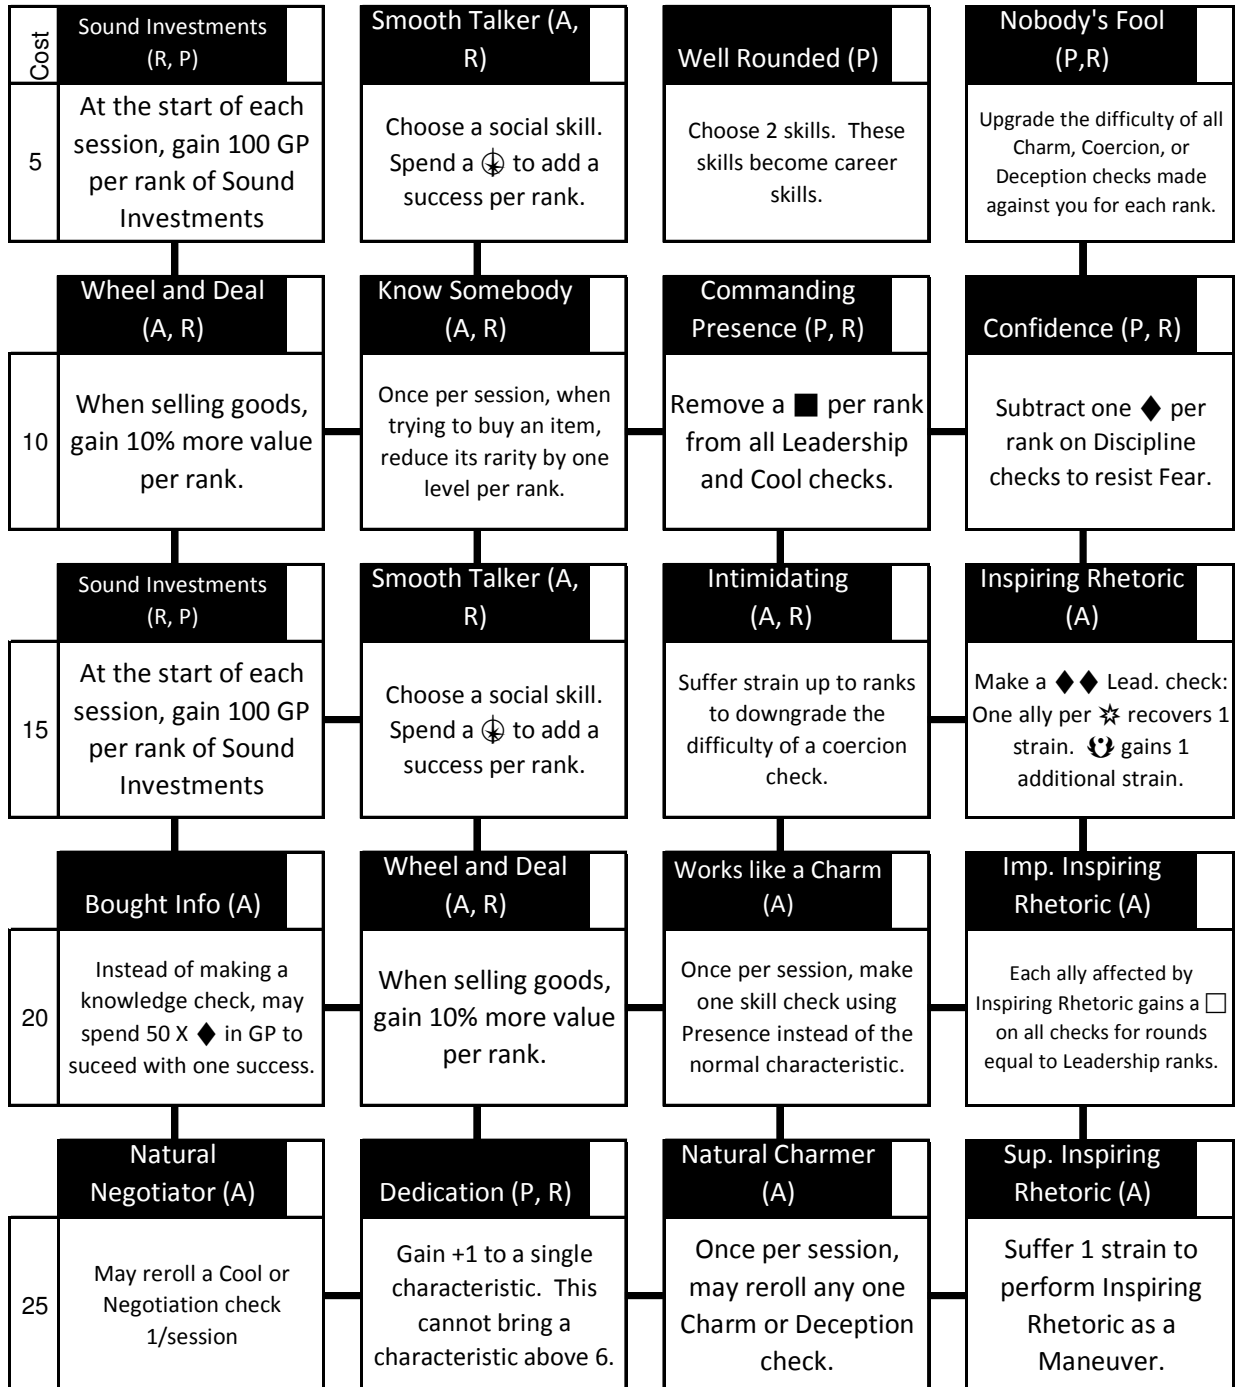 Cost
Sound Investments
(R, P)
Smooth Talker (A,
R)
Well Rounded (P)
Nobody's Fool
(P,R)
5
At the start of each
session, gain 100 GP
per rank of Sound
Investments
Choose a social skill.
Spend a to add a
success per rank.
Choose 2 skills. These
skills become career
skills.
Upgrade the difficulty of all
Charm, Coercion, or
Deception checks made
against you for each rank.
Wheel and Deal
(A, R)
Know Somebody
(A, R)
Commanding
Presence (P, R)
Confidence (P, R)
10
When selling goods,
gain 10% more value
per rank.
Once per session, when
trying to buy an item,
reduce its rarity by one
level per rank.
Remove a ■ per rank
from all Leadership
and Cool checks.
Subtract one ♦ per
rank on Discipline
checks to resist Fear.
Sound Investments
(R, P)
Smooth Talker (A,
R)
Intimidating
(A, R)
Inspiring Rhetoric
(A)
15
At the start of each
session, gain 100 GP
per rank of Sound
Investments
Choose a social skill.
Spend a to add a
success per rank.
Suffer strain up to ranks
to downgrade the
difficulty of a coercion
check.
Make a ♦♦ Lead. check:
One ally per recovers 1
strain. gains 1
additional strain.
Bought Info (A)
Wheel and Deal
(A, R)
Works like a Charm
(A)
Imp. Inspiring
Rhetoric (A)
20
Instead of making a
knowledge check, may
spend 50 X ♦ in GP to
suceed with one success.
When selling goods,
gain 10% more value
per rank.
Once per session, make
one skill check using
Presence instead of the
normal characteristic.
Each ally affected by
Inspiring Rhetoric gains a □
on all checks for rounds
equal to Leadership ranks.
Natural
Negotiator (A)
Dedication (P, R)
Natural Charmer
(A)
Sup. Inspiring
Rhetoric (A)
25
May reroll a Cool or
Negotiation check
1/session
Gain +1 to a single
characteristic. This
cannot bring a
characteristic above 6.
Once per session,
may reroll any one
Charm or Deception
check.
Suffer 1 strain to
perform Inspiring
Rhetoric as a
Maneuver.